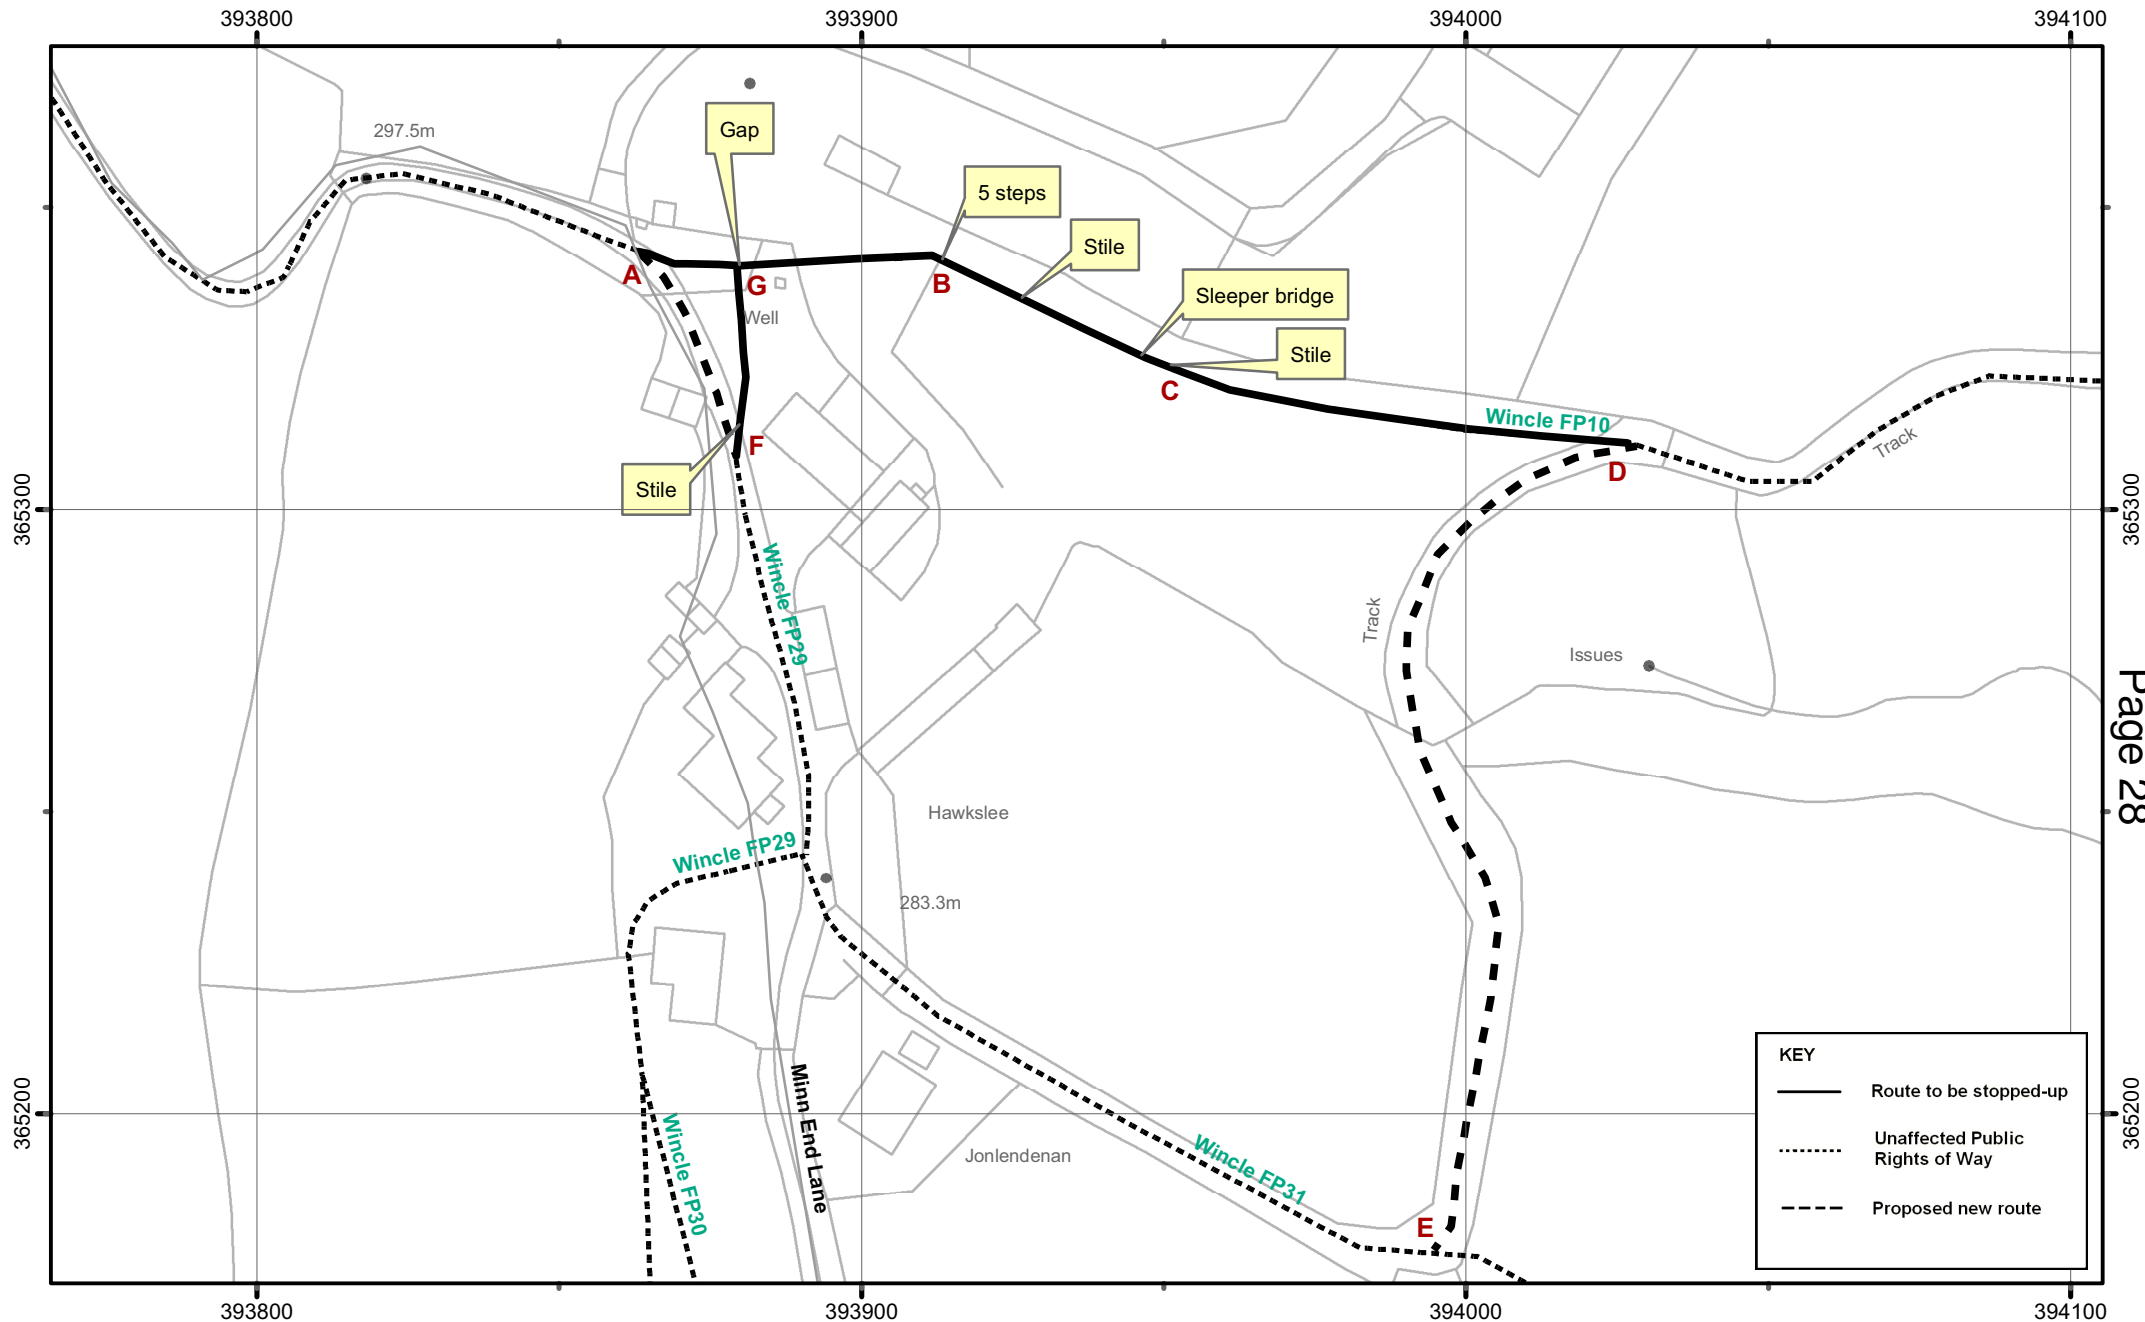 393800
393900
394000
394100
297.5m
Gap
5 steps
Stile
Sleeper bridge
Stile
A
G
B
Well
C
Wincle FP10
D
Track
F
Stile
365300
365300
Wincle FP29
Track
Issues
Page 28
Hawkslee
Wincle FP29
283.3m
KEY
Route to be stopped-up
Unaffected Public
Rights of Way
Proposed new route
365200
365200
Minn End Lane
Wincle FP30
Jonlendenan
Wincle FP31
E
393800
393900
394000
394100